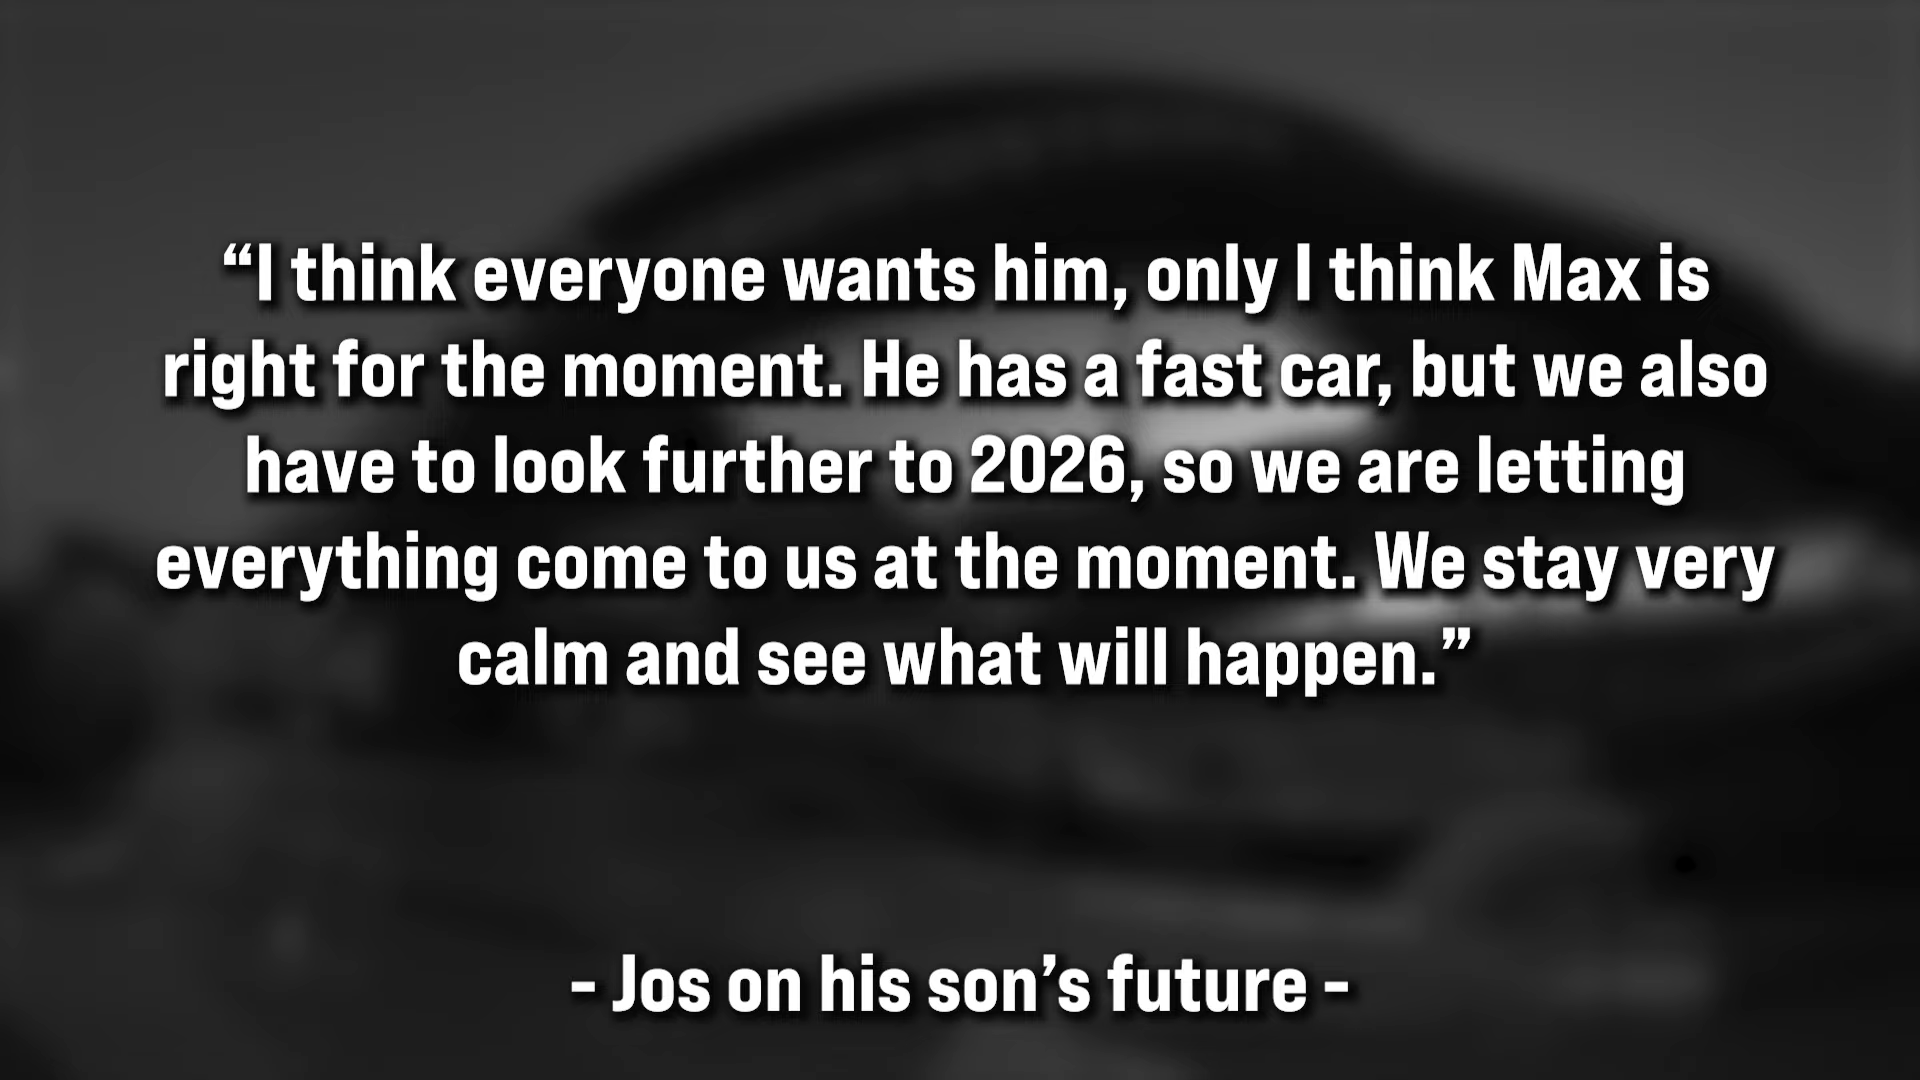 “I think everyone wants him, only I think Max is
right for the moment. He has a fast car, but we also
have to look further to 2026, so we are letting
everything come to us at the moment. We stay very
calm and see what will happen.”
- Jos on his son’s future -